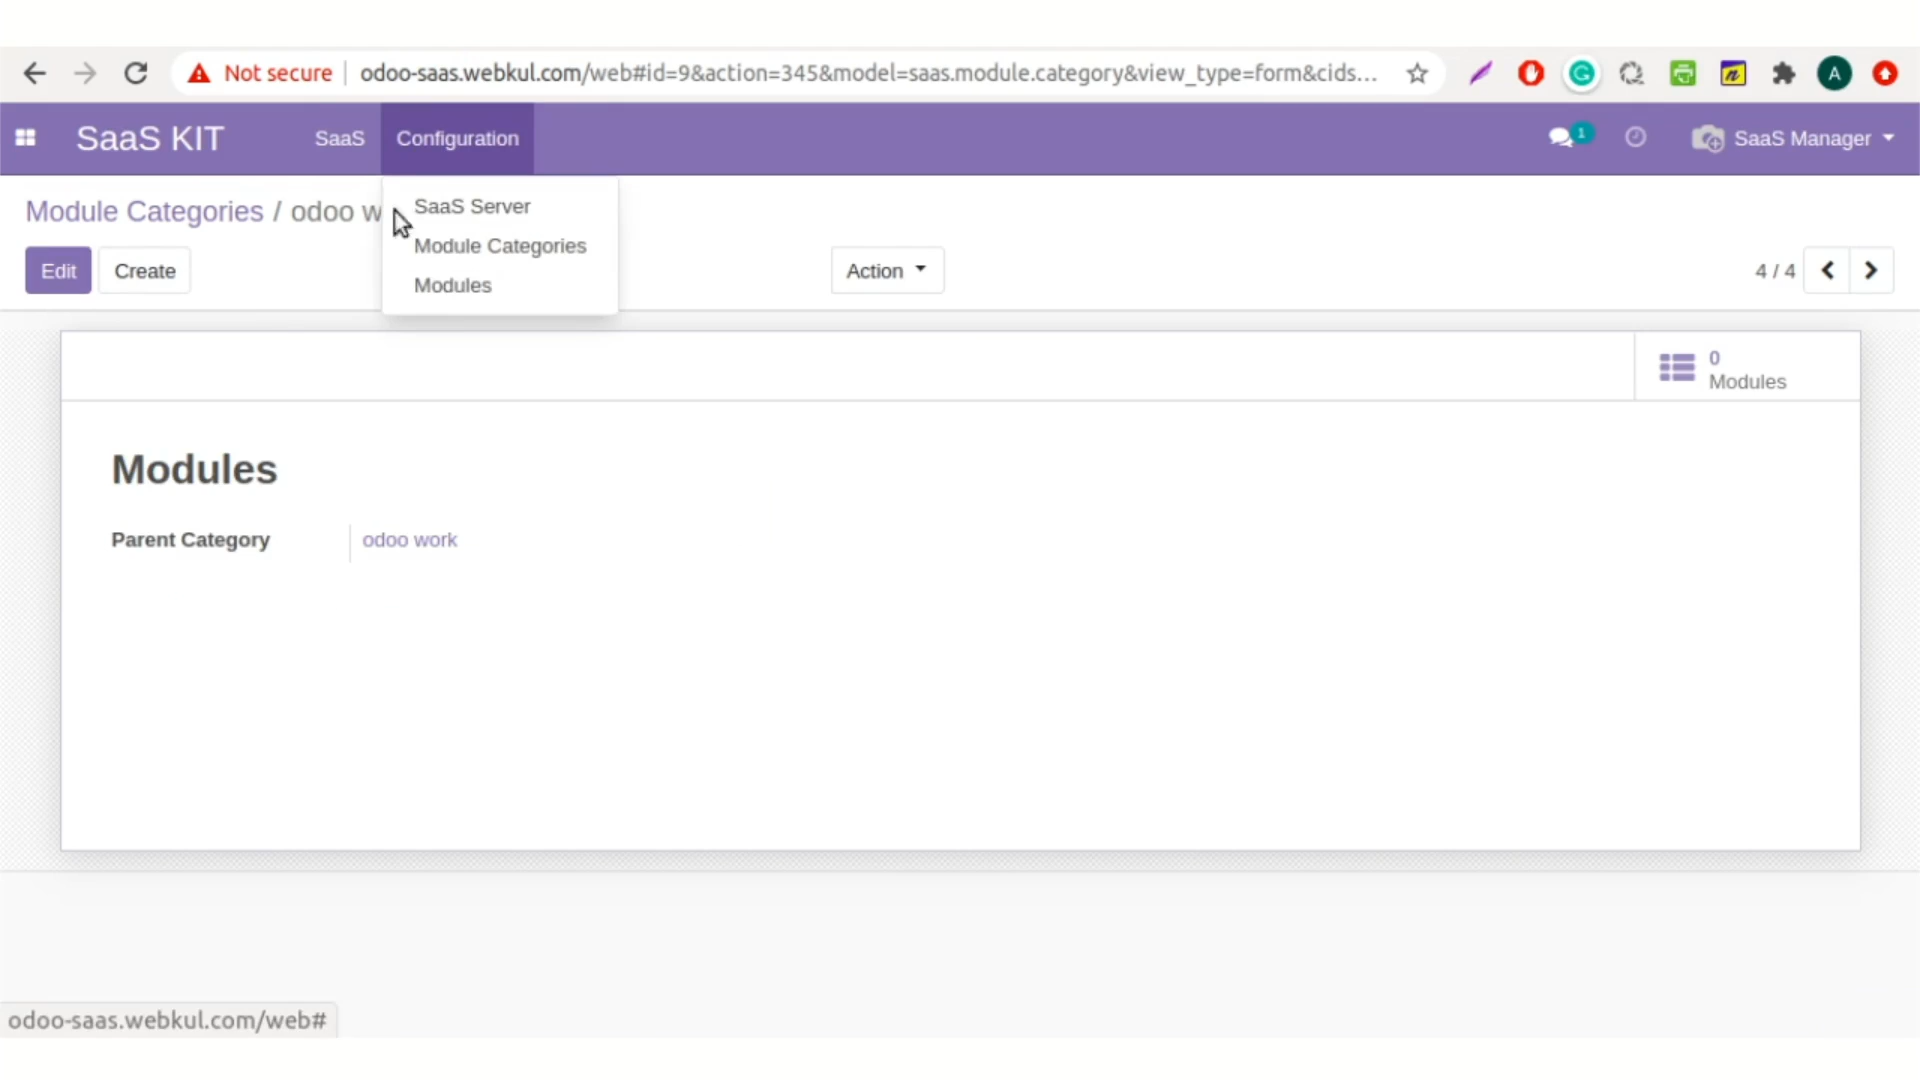 Not secure | odoo-saas.webkul.com/web#id=9&action=345&model=saas.module.category&view_type=form&cids... A
SaaS KIT SaaS Configuration 1 SaaS Manager
Module Categories / odoo w
SaaS Server
Module Categories
Modules
Edit Create Action 4 / 4
0
Modules
Modules
Parent Category odoo work
odoo-saas.webkul.com/web#